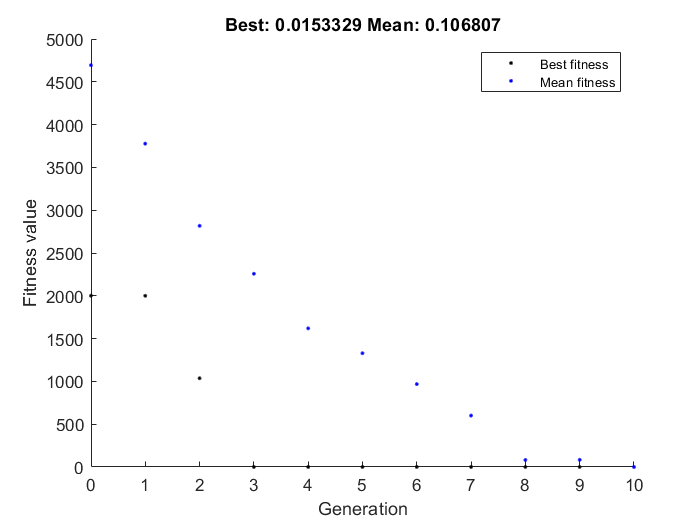 Best: 0.0153329 Mean: 0.106807
5000
4500
4000
3500
3000
2500
2000
1500
1000
500
0
Fitness value
Best fitness
Mean fitness
0 1 2 3 4 5 6 7 8 9 10
Generation